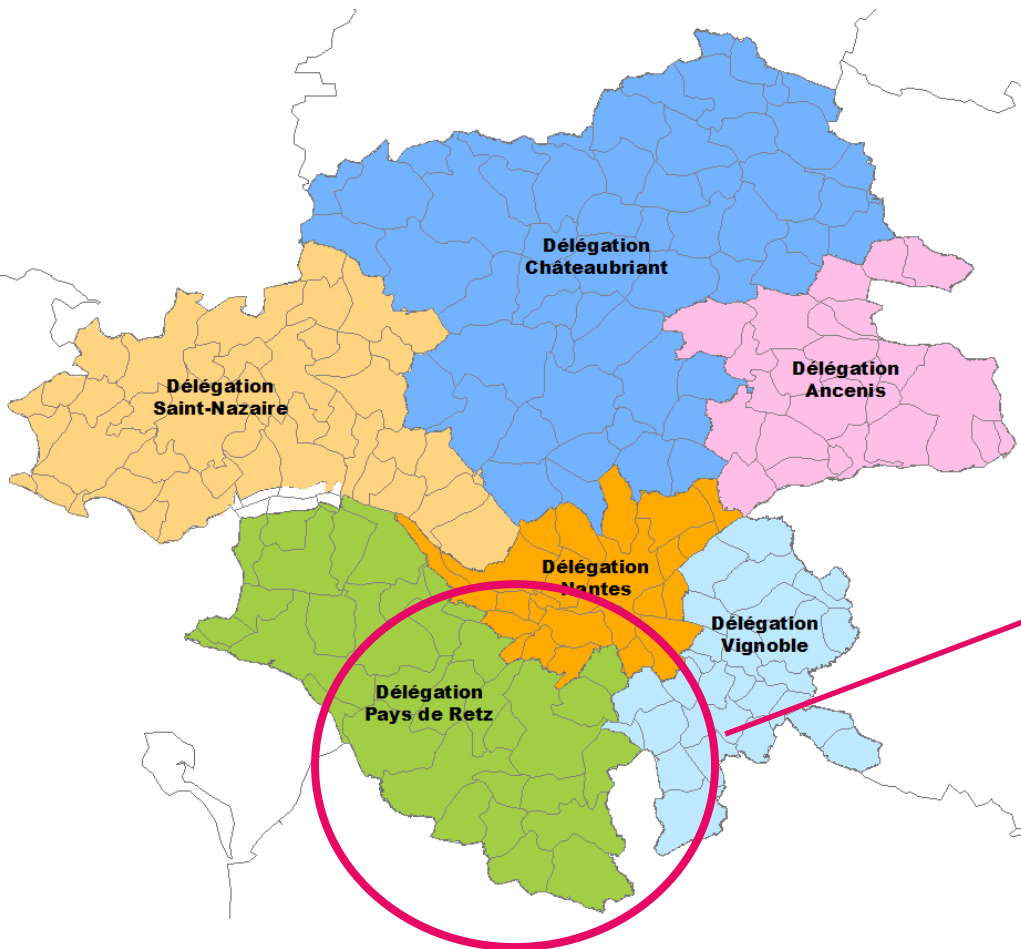 Délégation
Châteaubriant
Délégation
Ancenis
Délégation
Saint-Nazaire
Délégation
Nantes
Délégation
Vignoble
Délégation
Pays de Retz